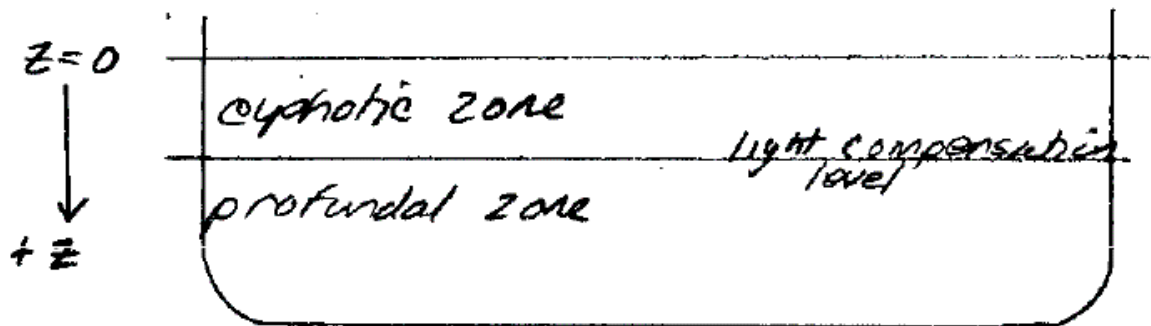 z=0
euphotic zone
light compensation
level
profundal zone
+z